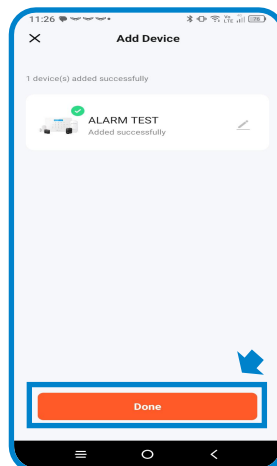 11:26
Add Device
1 device(s) added successfully
ALARM TEST
Added successfully
Done